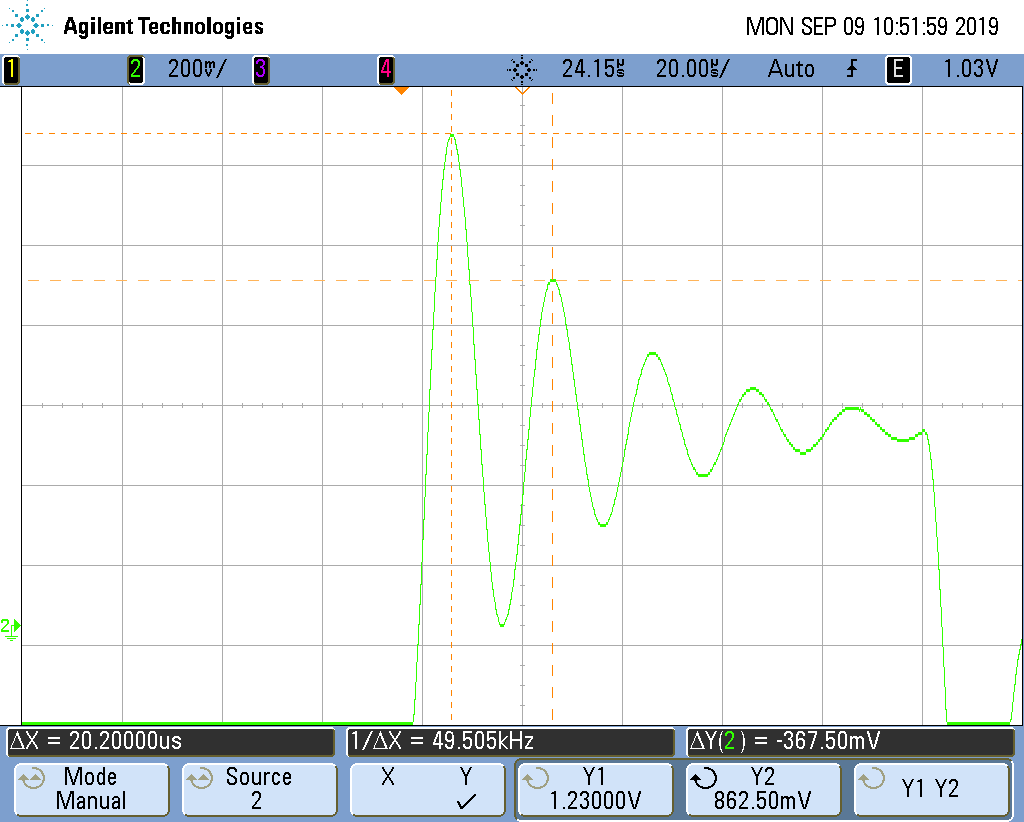 Agilent Technologies
MON SEP 09 10:51:59 2019
1 2 200mV/ 3 4 24.15us 20.00us/ Auto E 1.03V
2
ΔX = 20.20000us 1/ΔX = 49.505kHz ΔY(2) = -367.50mV
Mode Source X Y Y1 Y2 Y1 Y2
Manual 2 1.23000V 862.50mV